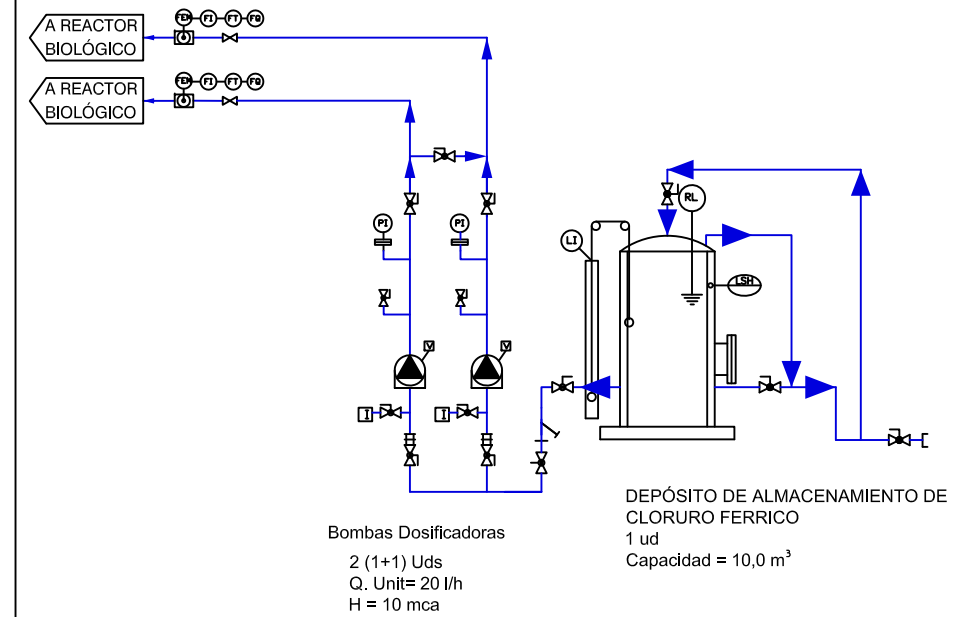 A REACTOR
BIOLÓGICO
FEM FI FT FQ
A REACTOR
BIOLÓGICO
FEM FI FT FQ
PI
PI
LI
RL
LSH
V
V
I
I
Bombas Dosificadoras
2 (1+1) Uds
Q. Unit= 20 l/h
H = 10 mca
DEPÓSITO DE ALMACENAMIENTO DE
CLORURO FERRICO
1 ud
Capacidad = 10,0 m³